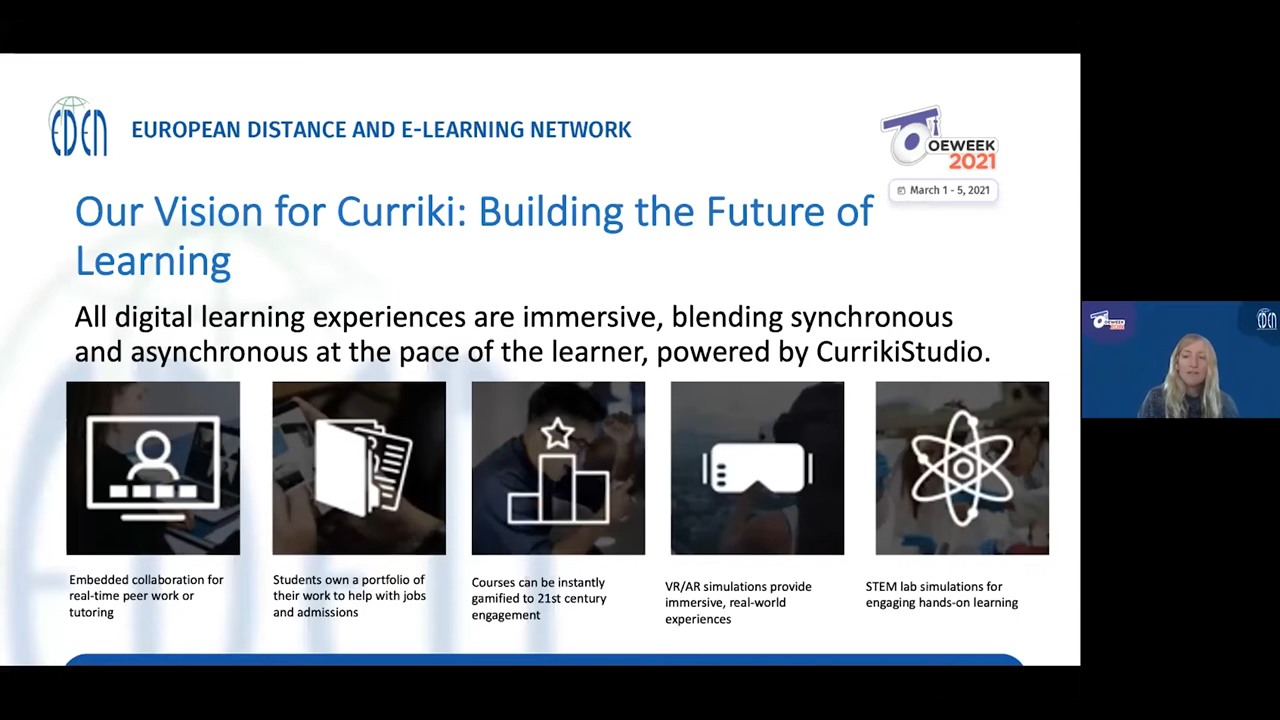 EDEN
EUROPEAN DISTANCE AND E-LEARNING NETWORK
OEWEEK
2021
March 1 - 5, 2021
Our Vision for Curriki: Building the Future of
Learning
All digital learning experiences are immersive, blending synchronous
and asynchronous at the pace of the learner, powered by CurrikiStudio.
Embedded collaboration for
real-time peer work or
tutoring
Students own a portfolio of
their work to help with jobs
and admissions
Courses can be instantly
gamified to 21st century
engagement
VR/AR simulations provide
immersive, real-world
experiences
STEM lab simulations for
engaging hands-on learning
OEWEEK
EDEN